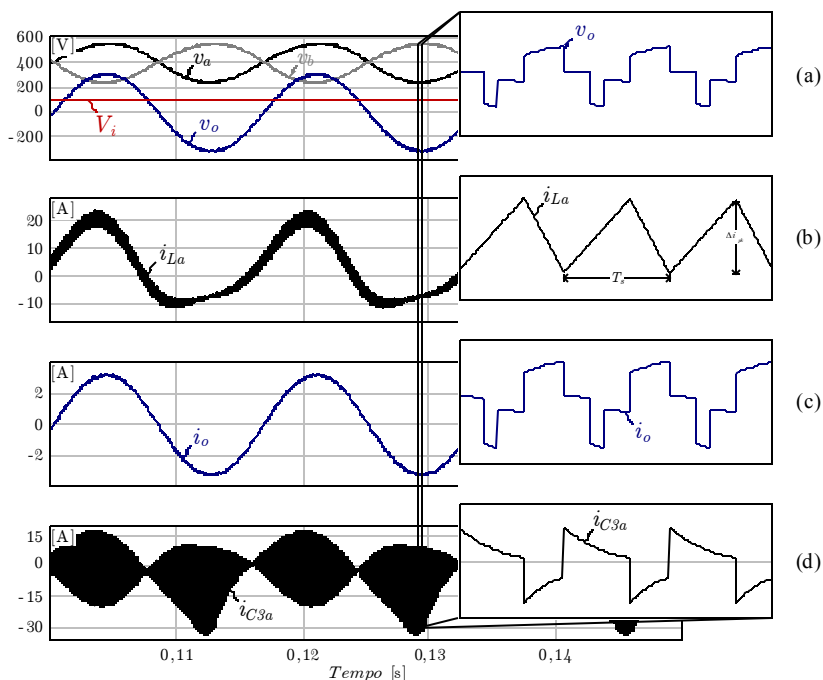 [V]
600
400
200
0
-200
v_a
v_b
V_i
v_o
v_o
(a)
[A]
20
10
0
-10
i_La
i_La
T_s
(b)
[A]
2
0
-2
i_o
i_o
(c)
[A]
15
0
-15
-30
i_C3a
i_C3a
(d)
0,11
0,12
0,13
0,14
Tempo [s]